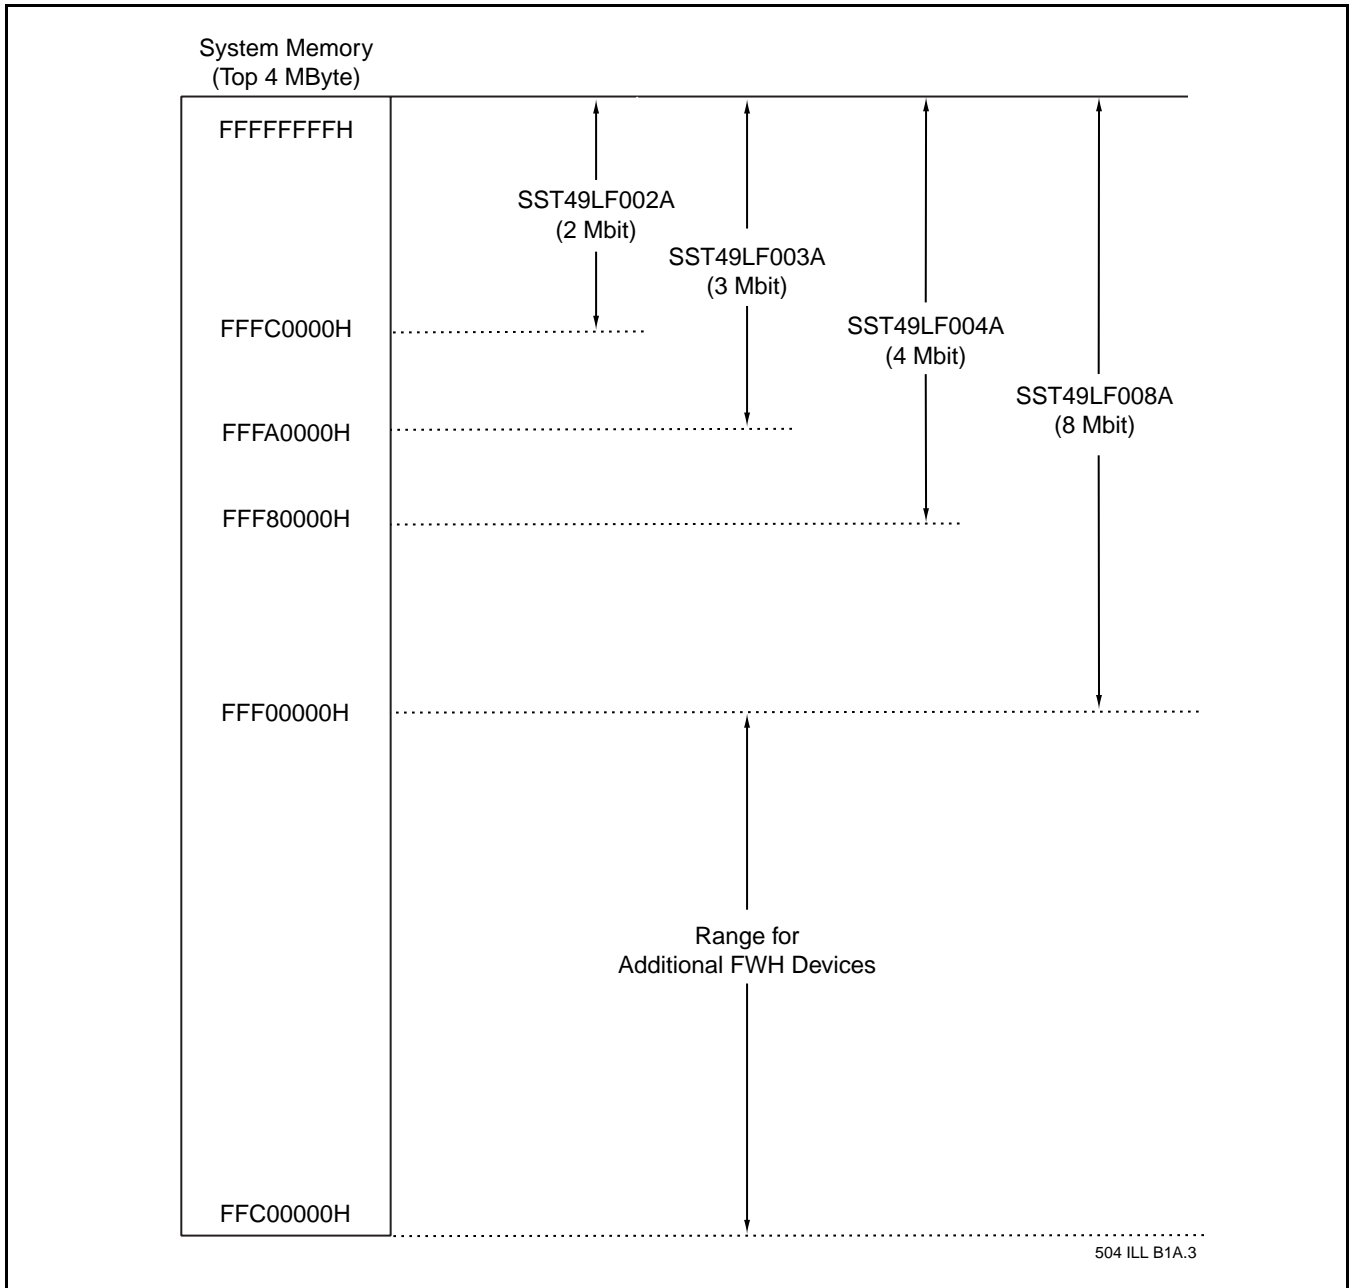 System Memory
(Top 4 MByte)
FFFFFFFFH
SST49LF002A
(2 Mbit)
SST49LF003A
(3 Mbit)
FFFC0000H
SST49LF004A
(4 Mbit)
SST49LF008A
(8 Mbit)
FFFA0000H
FFF80000H
FFF00000H
Range for
Additional FWH Devices
FFC00000H
504 ILL B1A.3